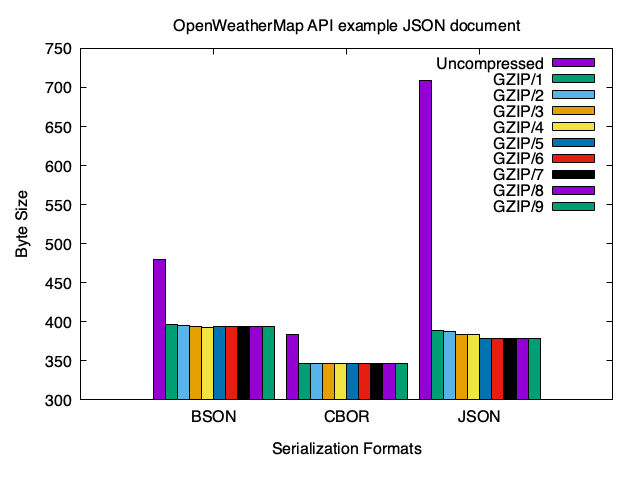 OpenWeatherMap API example JSON document
750
700
650
600
550
500
450
400
350
300
Byte Size
Uncompressed
GZIP/1
GZIP/2
GZIP/3
GZIP/4
GZIP/5
GZIP/6
GZIP/7
GZIP/8
GZIP/9
BSON CBOR JSON
Serialization Formats